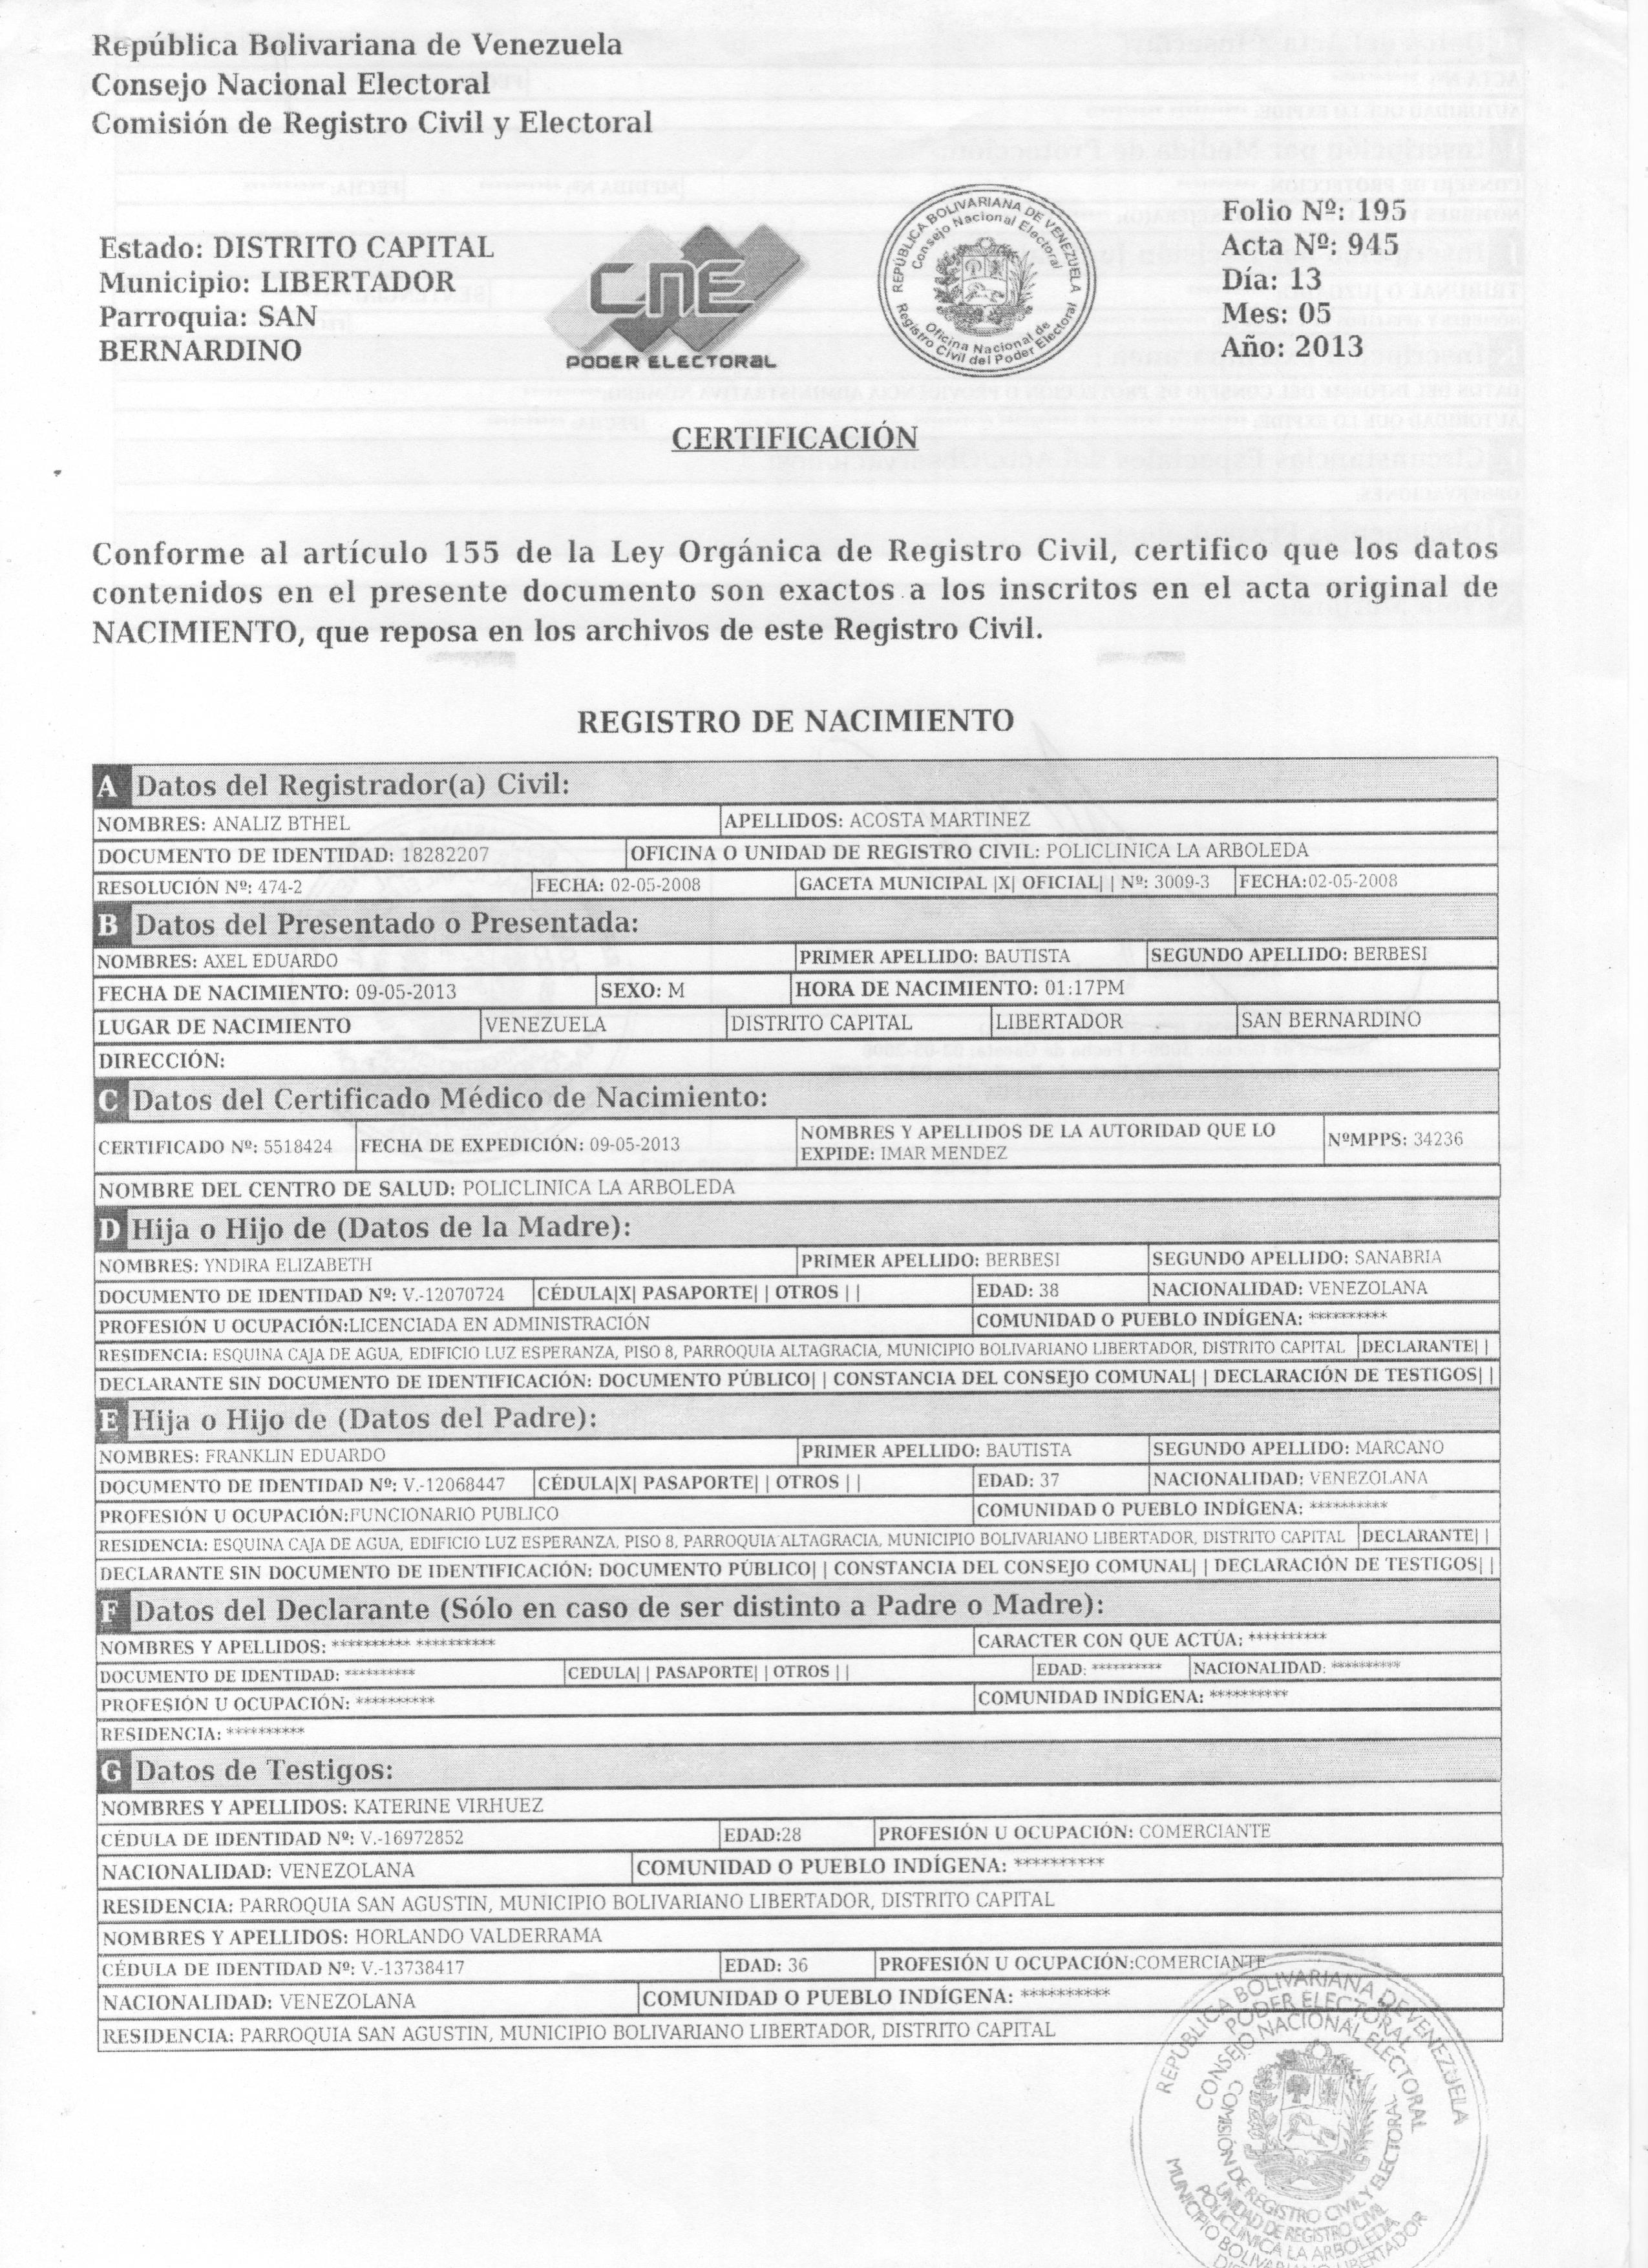 República Bolivariana de Venezuela
Consejo Nacional Electoral
Comisión de Registro Civil y Electoral
Estado: DISTRITO CAPITAL
Municipio: LIBERTADOR
Parroquia: SAN
BERNARDINO
CNE
PODER ELECTORAL
REPÚBLICA BOLIVARIANA DE VENEZUELA
Consejo Nacional Electoral
Oficina Nacional de
Registro Civil del Poder Electoral
Folio Nº: 195
Acta Nº: 945
Día: 13
Mes: 05
Año: 2013
CERTIFICACIÓN
Conforme al artículo 155 de la Ley Orgánica de Registro Civil, certifico que los datos
contenidos en el presente documento son exactos a los inscritos en el acta original de
NACIMIENTO, que reposa en los archivos de este Registro Civil.
REGISTRO DE NACIMIENTO
A Datos del Registrador(a) Civil:
NOMBRES: ANALIZ BTHEL APELLIDOS: ACOSTA MARTINEZ
DOCUMENTO DE IDENTIDAD: 18282207 OFICINA O UNIDAD DE REGISTRO CIVIL: POLICLINICA LA ARBOLEDA
RESOLUCIÓN Nº: 474-2 FECHA: 02-05-2008 GACETA MUNICIPAL |X| OFICIAL| | Nº: 3009-3 FECHA:02-05-2008
B Datos del Presentado o Presentada:
NOMBRES: AXEL EDUARDO PRIMER APELLIDO: BAUTISTA SEGUNDO APELLIDO: BERBESI
FECHA DE NACIMIENTO: 09-05-2013 SEXO: M HORA DE NACIMIENTO: 01:17PM
LUGAR DE NACIMIENTO VENEZUELA DISTRITO CAPITAL LIBERTADOR SAN BERNARDINO
DIRECCIÓN:
C Datos del Certificado Médico de Nacimiento:
CERTIFICADO Nº: 5518424 FECHA DE EXPEDICIÓN: 09-05-2013 NOMBRES Y APELLIDOS DE LA AUTORIDAD QUE LO
EXPIDE: IMAR MENDEZ NºMPPS: 34236
NOMBRE DEL CENTRO DE SALUD: POLICLINICA LA ARBOLEDA
D Hija o Hijo de (Datos de la Madre):
NOMBRES: YNDIRA ELIZABETH PRIMER APELLIDO: BERBESI SEGUNDO APELLIDO: SANABRIA
DOCUMENTO DE IDENTIDAD Nº: V.-12070724 CÉDULA|X| PASAPORTE| | OTROS | | EDAD: 38 NACIONALIDAD: VENEZOLANA
PROFESIÓN U OCUPACIÓN:LICENCIADA EN ADMINISTRACIÓN COMUNIDAD O PUEBLO INDÍGENA: **********
RESIDENCIA: ESQUINA CAJA DE AGUA, EDIFICIO LUZ ESPERANZA, PISO 8, PARROQUIA ALTAGRACIA, MUNICIPIO BOLIVARIANO LIBERTADOR, DISTRITO CAPITAL DECLARANTE| |
DECLARANTE SIN DOCUMENTO DE IDENTIFICACIÓN: DOCUMENTO PÚBLICO| | CONSTANCIA DEL CONSEJO COMUNAL| | DECLARACIÓN DE TESTIGOS| |
E Hija o Hijo de (Datos del Padre):
NOMBRES: FRANKLIN EDUARDO PRIMER APELLIDO: BAUTISTA SEGUNDO APELLIDO: MARCANO
DOCUMENTO DE IDENTIDAD Nº: V.-12068447 CÉDULA|X| PASAPORTE| | OTROS | | EDAD: 37 NACIONALIDAD: VENEZOLANA
PROFESIÓN U OCUPACIÓN:FUNCIONARIO PUBLICO COMUNIDAD O PUEBLO INDÍGENA: **********
RESIDENCIA: ESQUINA CAJA DE AGUA, EDIFICIO LUZ ESPERANZA, PISO 8, PARROQUIA ALTAGRACIA, MUNICIPIO BOLIVARIANO LIBERTADOR, DISTRITO CAPITAL DECLARANTE| |
DECLARANTE SIN DOCUMENTO DE IDENTIFICACIÓN: DOCUMENTO PÚBLICO| | CONSTANCIA DEL CONSEJO COMUNAL| | DECLARACIÓN DE TESTIGOS| |
F Datos del Declarante (Sólo en caso de ser distinto a Padre o Madre):
NOMBRES Y APELLIDOS: ********** ********** CARACTER CON QUE ACTÚA: **********
DOCUMENTO DE IDENTIDAD: ********** CEDULA| | PASAPORTE| | OTROS | | EDAD: ********** NACIONALIDAD: **********
PROFESIÓN U OCUPACIÓN: ********** COMUNIDAD INDÍGENA: **********
RESIDENCIA: **********
G Datos de Testigos:
NOMBRES Y APELLIDOS: KATERINE VIRHUEZ
CÉDULA DE IDENTIDAD Nº: V.-16972852 EDAD:28 PROFESIÓN U OCUPACIÓN: COMERCIANTE
NACIONALIDAD: VENEZOLANA COMUNIDAD O PUEBLO INDÍGENA: **********
RESIDENCIA: PARROQUIA SAN AGUSTIN, MUNICIPIO BOLIVARIANO LIBERTADOR, DISTRITO CAPITAL
NOMBRES Y APELLIDOS: HORLANDO VALDERRAMA
CÉDULA DE IDENTIDAD Nº: V.-13738417 EDAD: 36 PROFESIÓN U OCUPACIÓN:COMERCIANTE
NACIONALIDAD: VENEZOLANA COMUNIDAD O PUEBLO INDÍGENA: **********
RESIDENCIA: PARROQUIA SAN AGUSTIN, MUNICIPIO BOLIVARIANO LIBERTADOR, DISTRITO CAPITAL
REPÚBLICA BOLIVARIANA DE VENEZUELA
PODER ELECTORAL
CONSEJO NACIONAL ELECTORAL
COMISIÓN DE REGISTRO CIVIL Y ELECTORAL
UNIDAD DE REGISTRO CIVIL
POLICLINICA LA ARBOLEDA
MUNICIPIO BOLIVARIANO LIBERTADOR